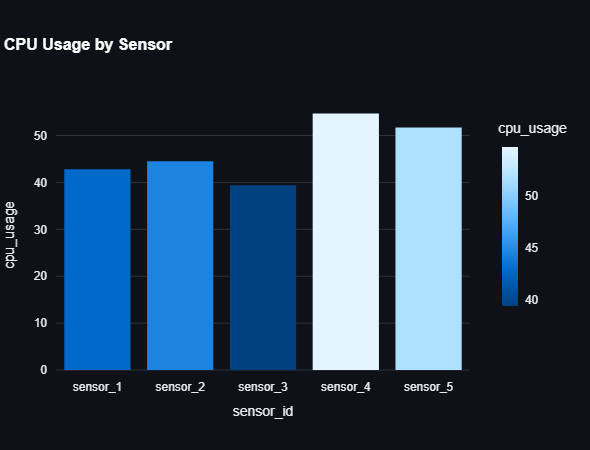 CPU Usage by Sensor
cpu_usage
50
40
30
20
10
0
cpu_usage
50
45
40
sensor_1 sensor_2 sensor_3 sensor_4 sensor_5
sensor_id